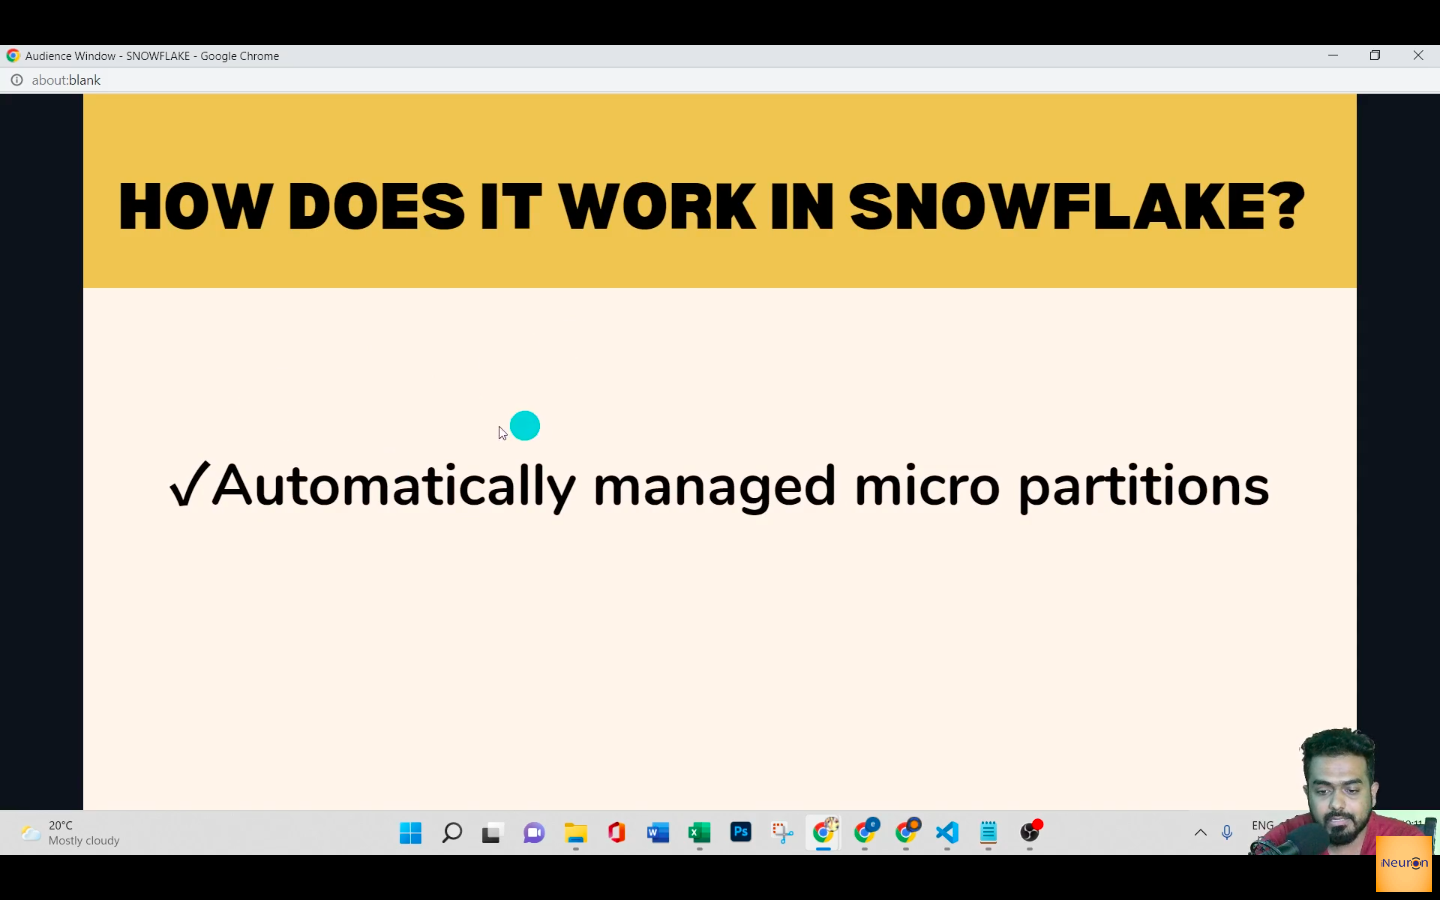 Audience Window - SNOWFLAKE - Google Chrome
about:blank
HOW DOES IT WORK IN SNOWFLAKE?
✓Automatically managed micro partitions
20°C
Mostly cloudy
Ps
ENG
Neuron